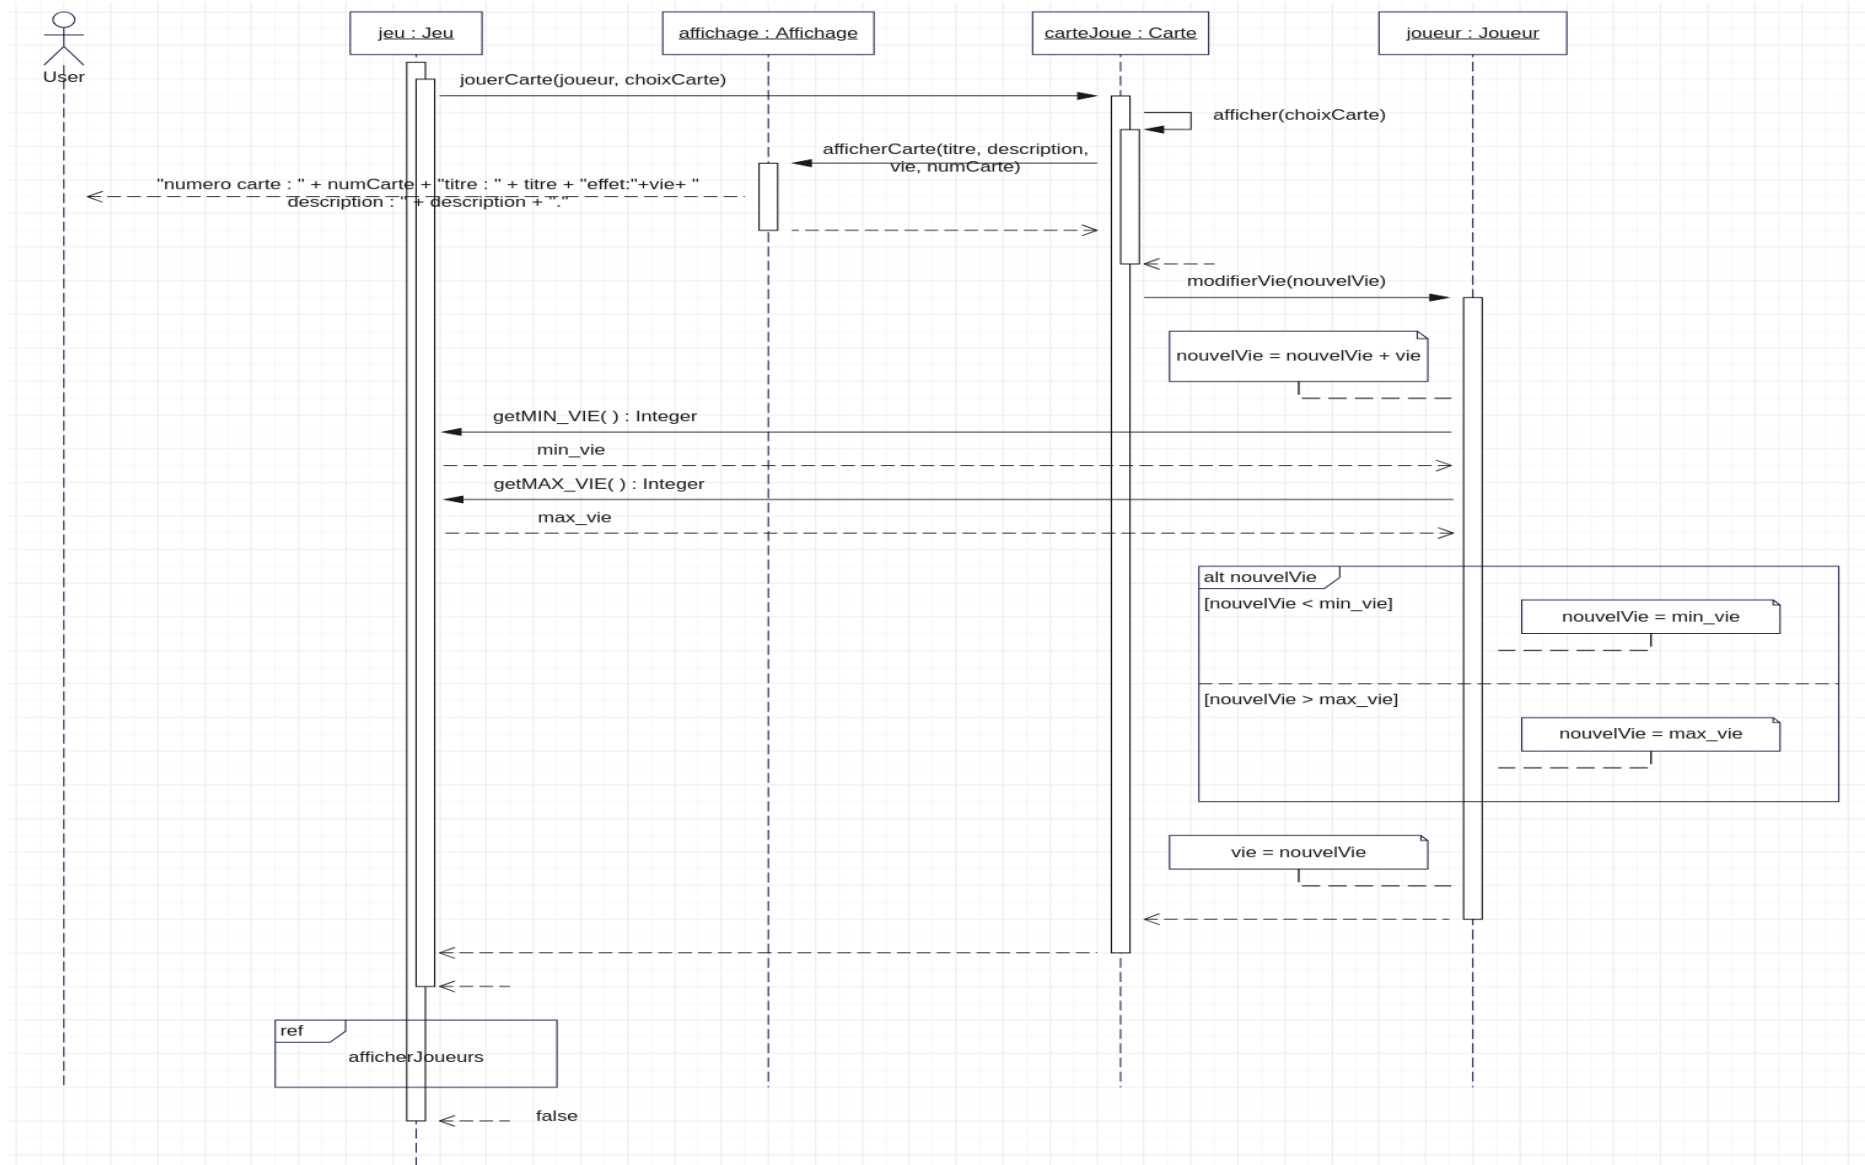 jeu : Jeu
affichage : Affichage
carteJoue : Carte
joueur : Joueur
User
jouerCarte(joueur, choixCarte)
afficher(choixCarte)
afficherCarte(titre, description,
vie, numCarte)
"numero carte : " + numCarte + "titre : " + titre + "effet:"+vie+ "
description : " + description + "."
modifierVie(nouvelVie)
nouvelVie = nouvelVie + vie
getMIN_VIE( ) : Integer
min_vie
getMAX_VIE( ) : Integer
max_vie
alt nouvelVie
[nouvelVie < min_vie]
nouvelVie = min_vie
[nouvelVie > max_vie]
nouvelVie = max_vie
vie = nouvelVie
ref
afficherJoueurs
false